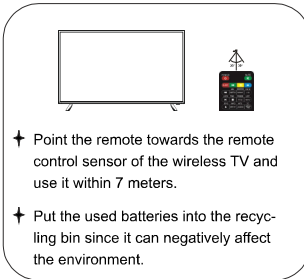 Point the remote towards the remote
control sensor of the wireless TV and
use it within 7 meters.
Put the used batteries into the recyc-
ling bin since it can negatively affect
the environment.